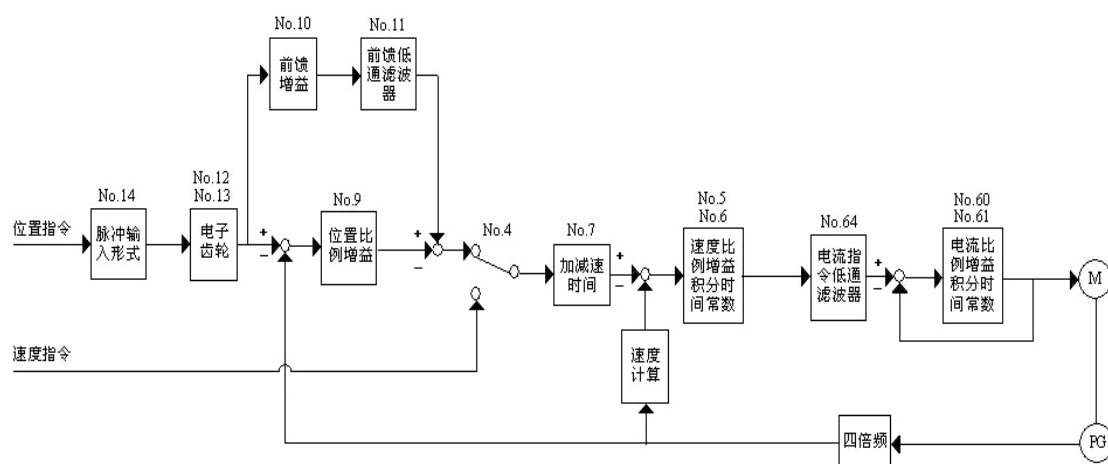 No.10
No.11
前馈
增益
前馈低
通滤波
器
No.12
No.13
No.14
No.9
No.4
No.7
No.5
No.6
No.64
No.60
No.61
位置指令
脉冲输
入形式
电子
齿轮
+
−
位置比
例增益
+
−
加减速
时间
+
−
速度比
例增益
积分时
间常数
电流指
令低通
滤波器
+
−
电流比
例增益
积分时
间常数
M
速度指令
速度
计算
四倍频
PG